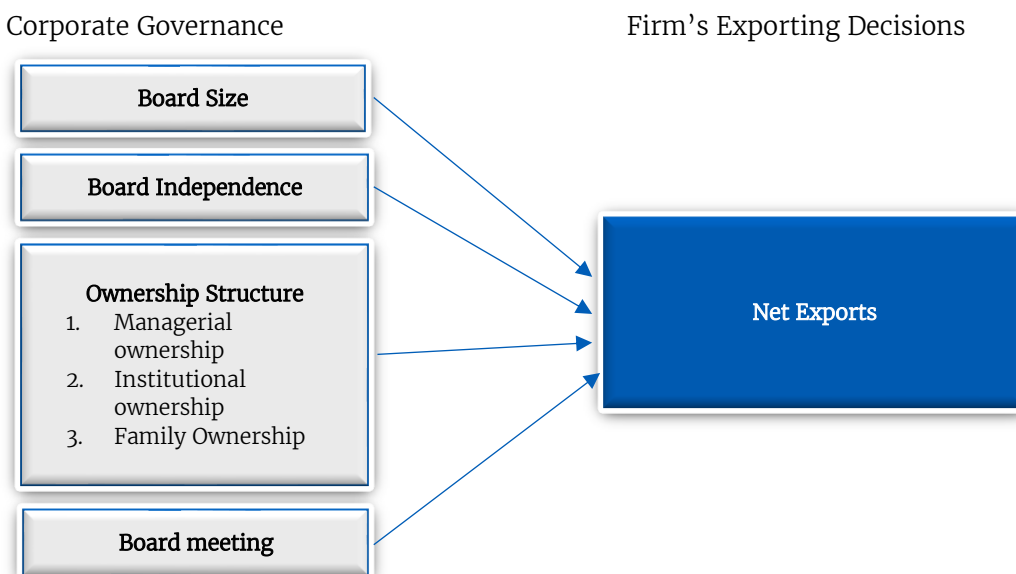 Corporate Governance
Firm’s Exporting Decisions
Board Size
Board Independence
Ownership Structure
1. Managerial
ownership
2. Institutional
ownership
3. Family Ownership
Board meeting
Net Exports